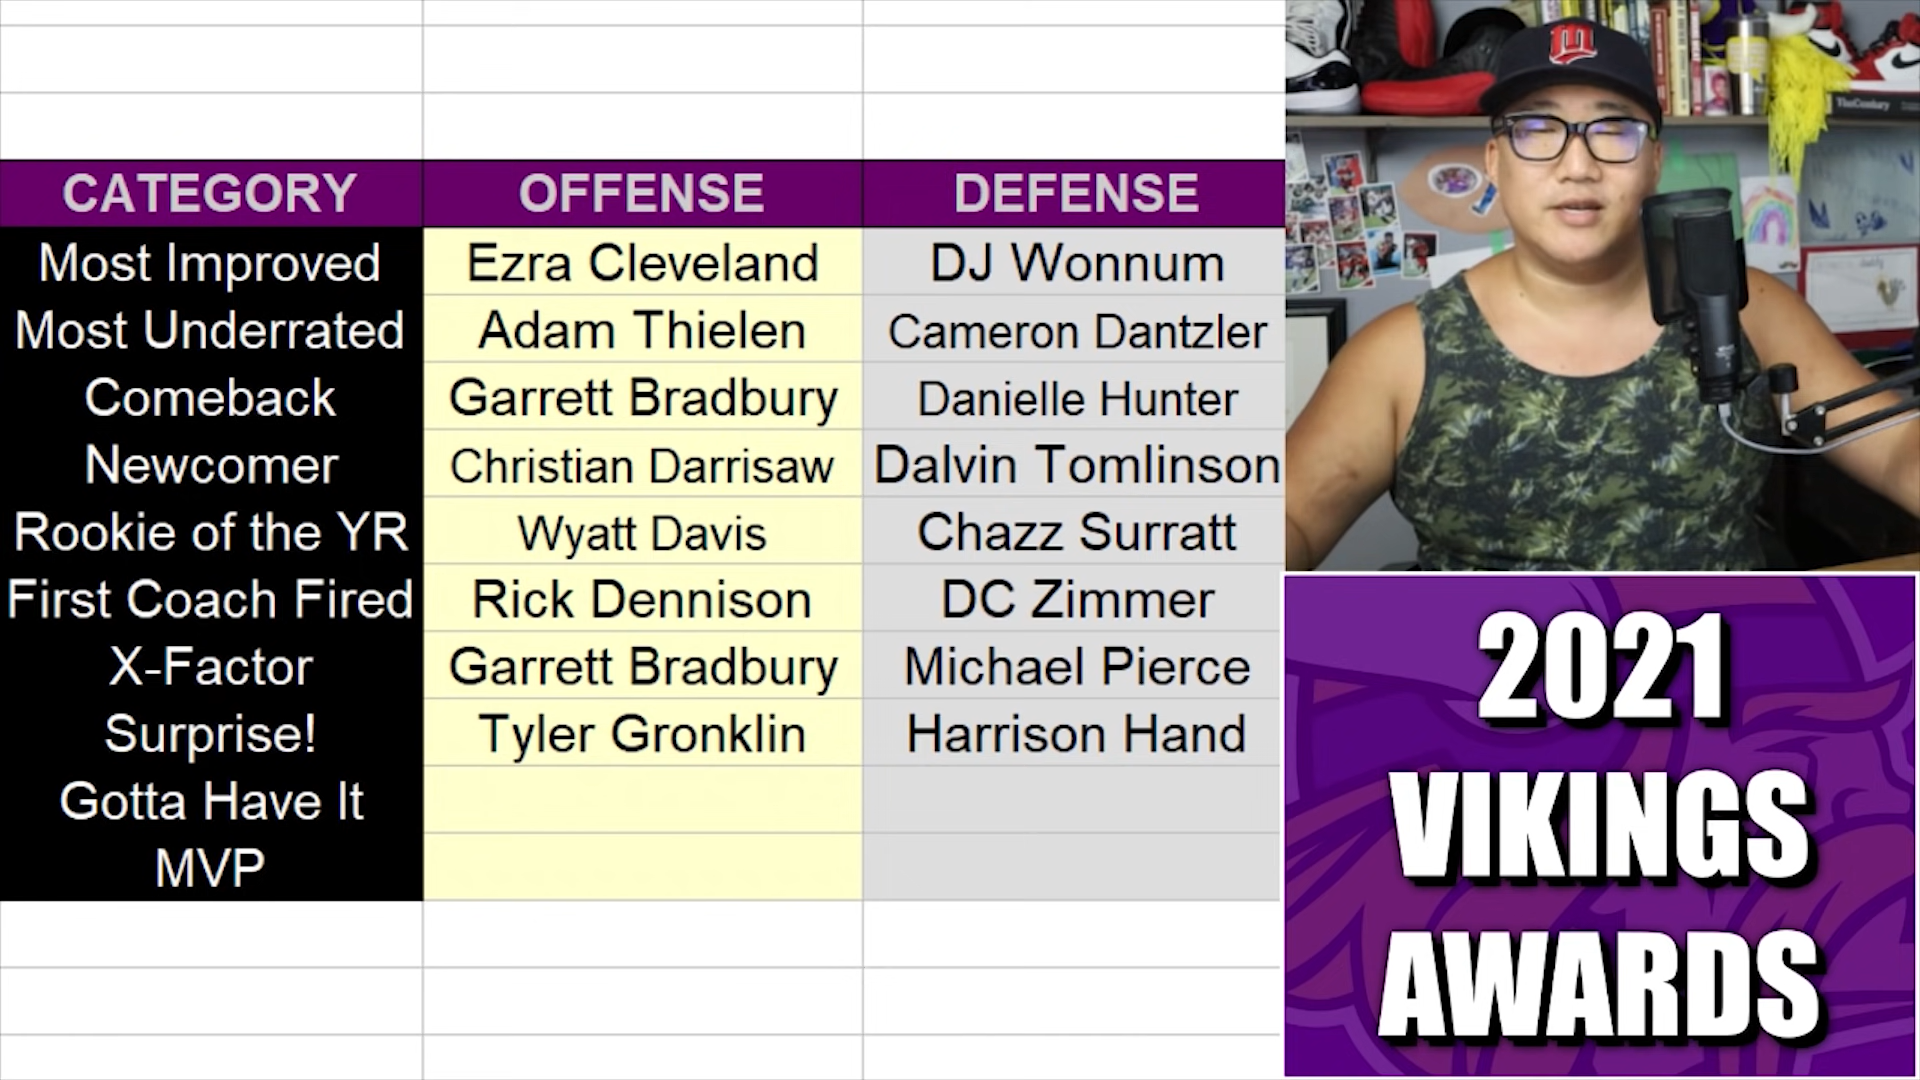 CATEGORY OFFENSE DEFENSE
Most Improved Ezra Cleveland DJ Wonnum
Most Underrated Adam Thielen Cameron Dantzler
Comeback Garrett Bradbury Danielle Hunter
Newcomer Christian Darrisaw Dalvin Tomlinson
Rookie of the YR Wyatt Davis Chazz Surratt
First Coach Fired Rick Dennison DC Zimmer
X-Factor Garrett Bradbury Michael Pierce
Surprise! Tyler Gronklin Harrison Hand
Gotta Have It
MVP
M
TheCentury
2021
VIKINGS
AWARDS